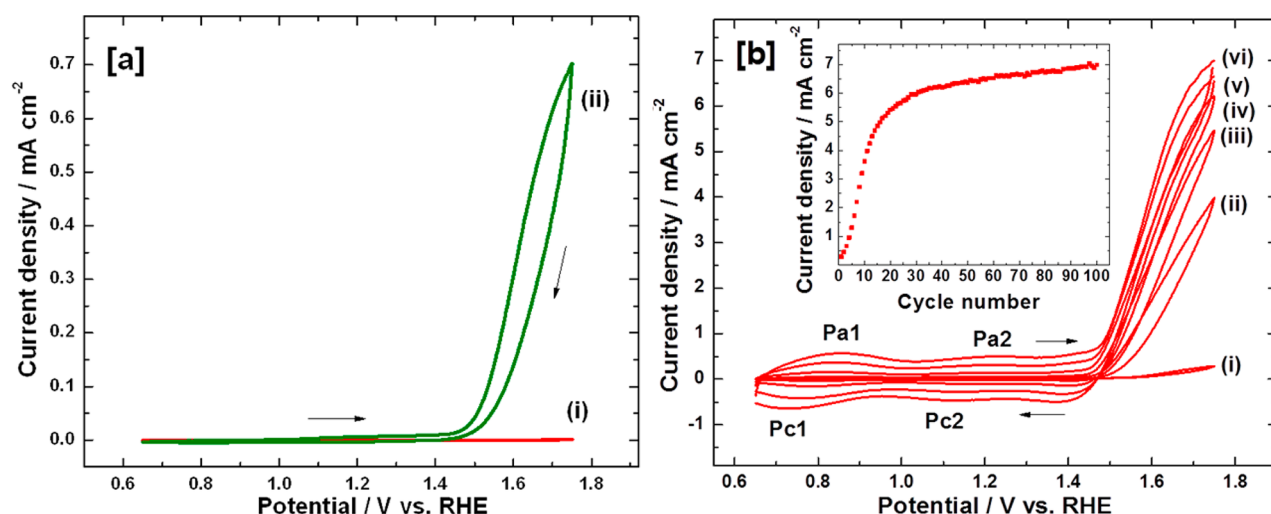 [a]
Current density / mA cm-2
0.7
0.6
0.5
0.4
0.3
0.2
0.1
0.0
(ii)
(i)
0.6 0.8 1.0 1.2 1.4 1.6 1.8
Potential / V vs. RHE
[b]
Current density / mA cm-2
7
6
5
4
3
2
1
0
-1
Current density / mA cm-2
7
6
5
4
3
2
1
0 10 20 30 40 50 60 70 80 90 100
Cycle number
(vi)
(v)
(iv)
(iii)
(ii)
(i)
Pa1 Pa2
Pc1 Pc2
0.6 0.8 1.0 1.2 1.4 1.6 1.8
Potential / V vs. RHE